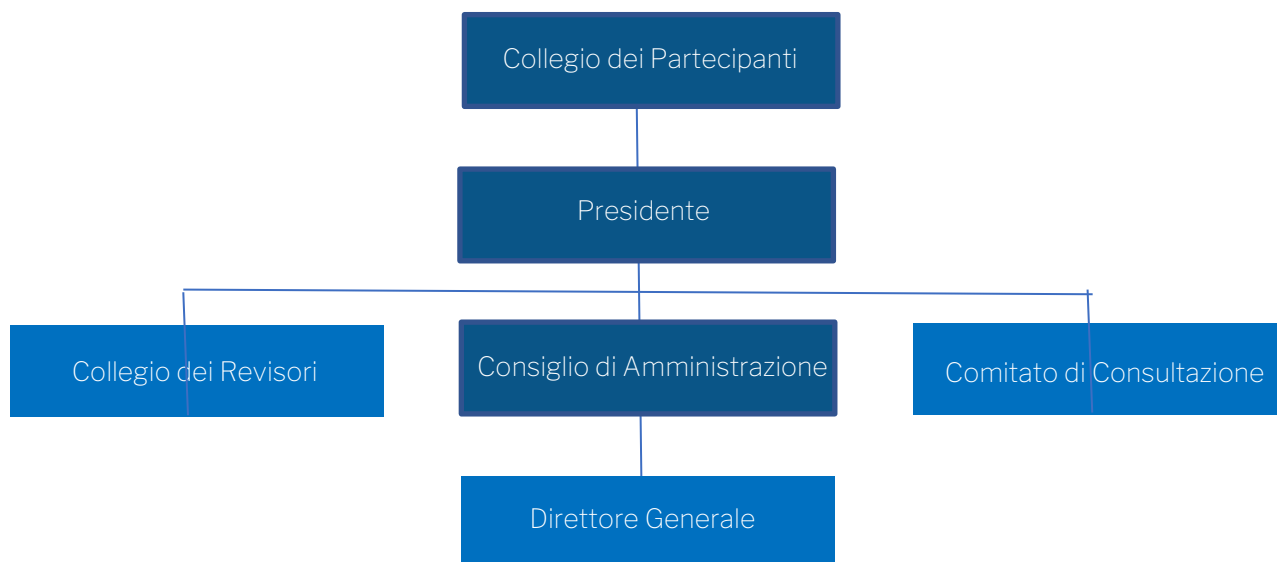 Collegio dei Partecipanti
Presidente
Collegio dei Revisori
Consiglio di Amministrazione
Comitato di Consultazione
Direttore Generale